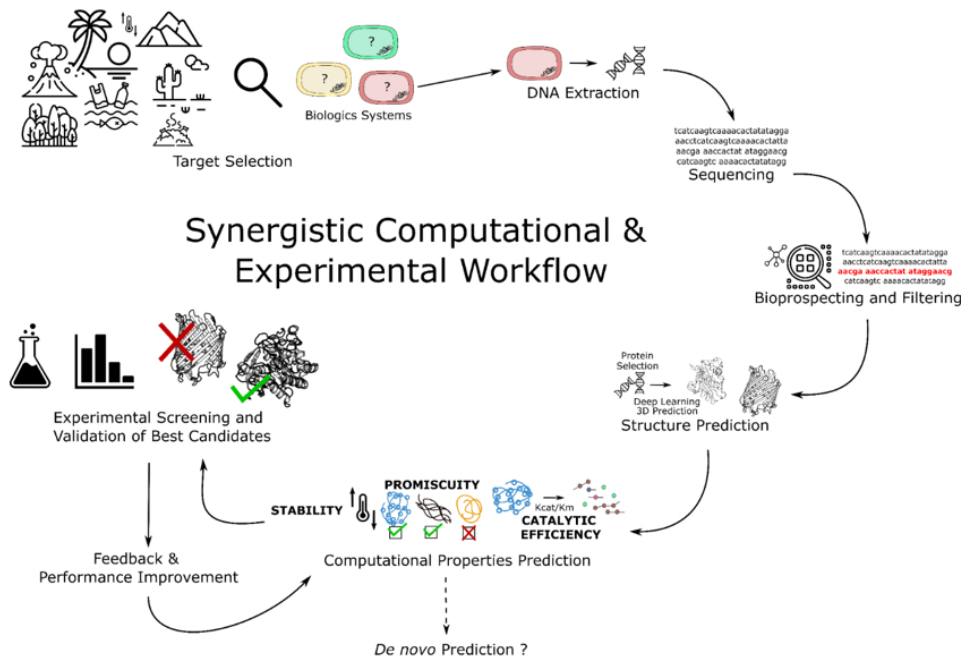 ?
?
?
Biologics Systems
Target Selection
DNA Extraction
tcatcaagtcaaaacactatatagga
aacctcatcaagtcaaaacactatta
aacga aaccactat ataggaacg
catcaagtc aaaacactatatagg
Sequencing
Synergistic Computational &
Experimental Workflow
tcatcaagtcaaaacactatatagga
aacctcatcaagtcaaaacactatta
aacga aaccactat ataggaacg
catcaagtc aaaacactatatagg
Bioprospecting and Filtering
Protein
Selection
Deep Learning
3D Prediction
Structure Prediction
Experimental Screening and
Validation of Best Candidates
STABILITY
PROMISCUITY
Kcat/Km
CATALYTIC
EFFICIENCY
Computational Properties Prediction
Feedback &
Performance Improvement
De novo Prediction ?